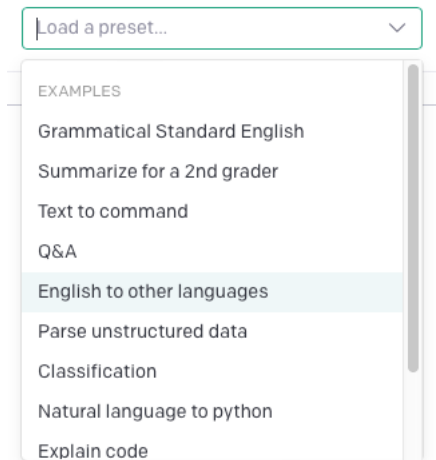 Load a preset...
EXAMPLES
Grammatical Standard English
Summarize for a 2nd grader
Text to command
Q&A
English to other languages
Parse unstructured data
Classification
Natural language to python
Explain code